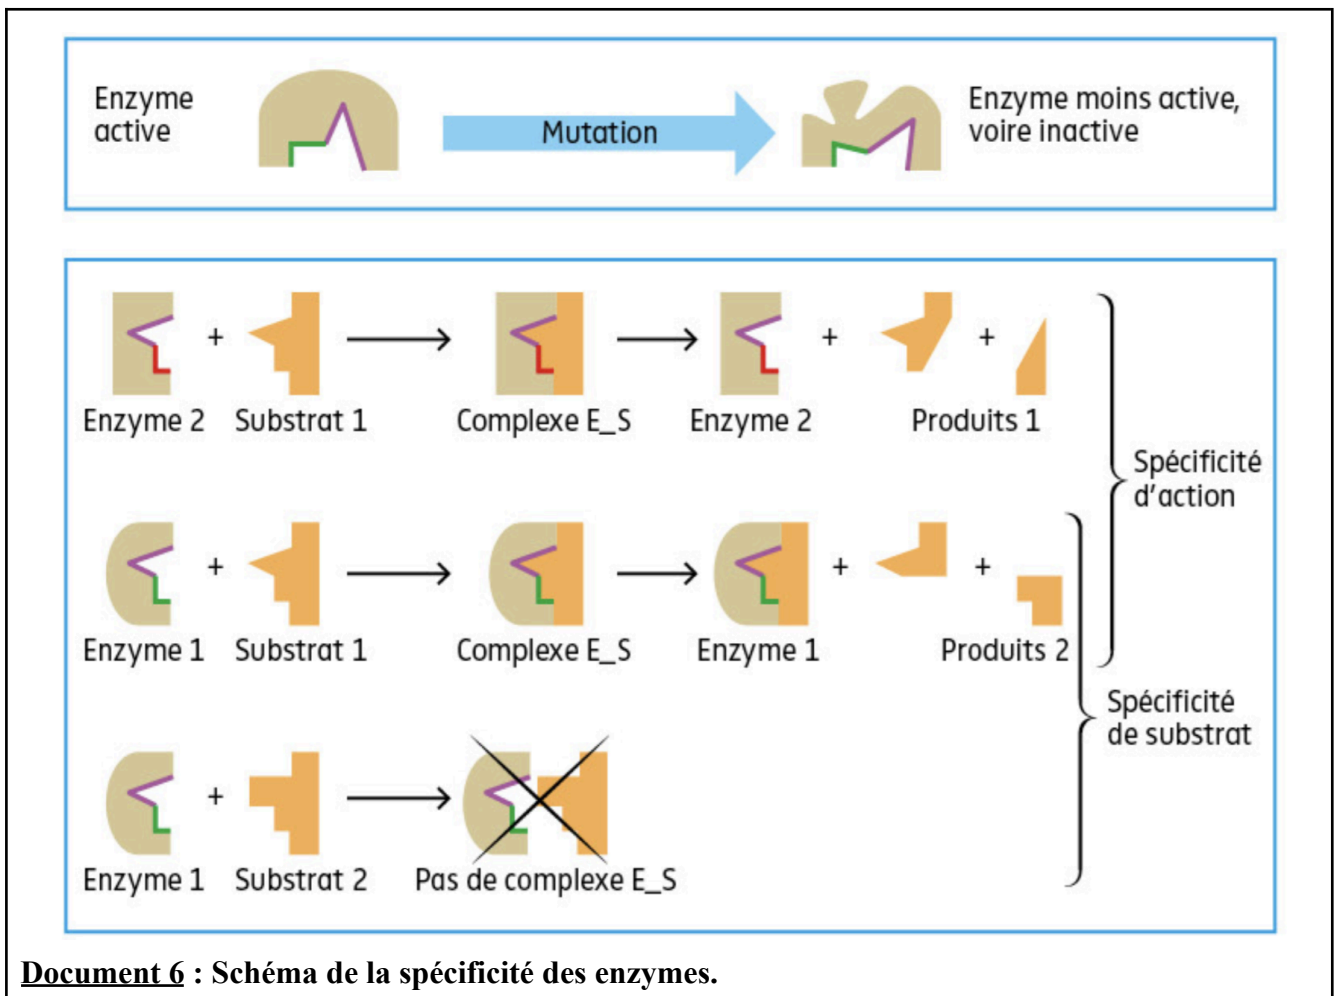 Enzyme
active
Mutation
Enzyme moins active,
voire inactive
+ + +
Enzyme 2 Substrat 1 Complexe E_S Enzyme 2 Produits 1
Spécificité
d'action
+ + +
Enzyme 1 Substrat 1 Complexe E_S Enzyme 1 Produits 2
Spécificité
de substrat
+
Enzyme 1 Substrat 2 Pas de complexe E_S
Document 6 : Schéma de la spécificité des enzymes.